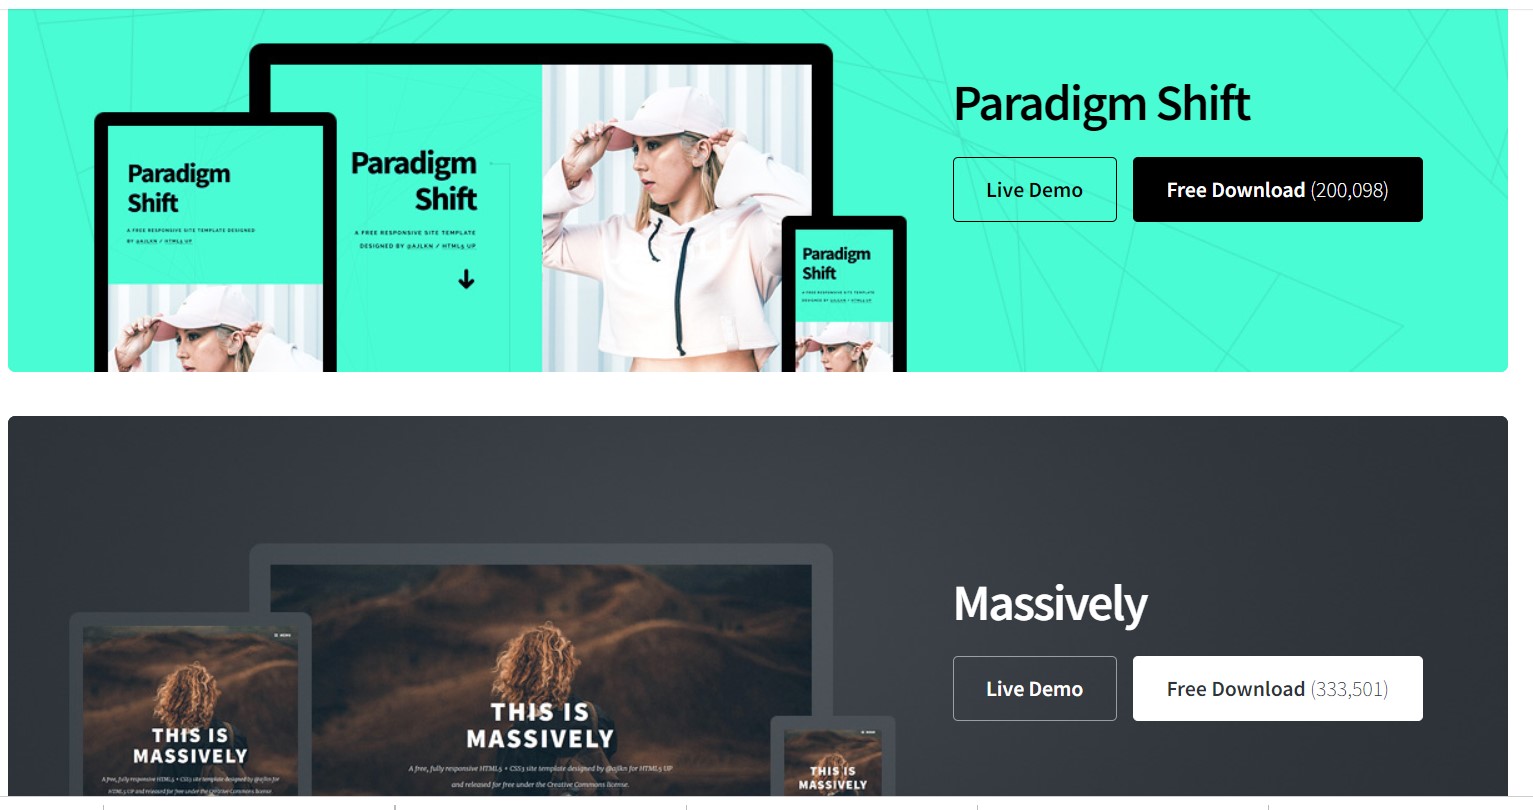 Paradigm
Shift
A FREE RESPONSIVE SITE TEMPLATE DESIGNED
BY @AJLKN / HTML5 UP
Paradigm
Shift
A FREE RESPONSIVE SITE TEMPLATE
DESIGNED BY @AJLKN / HTML5 UP
Paradigm
Shift
A FREE RESPONSIVE SITE TEMPLATE
DESIGNED BY @AJLKN / HTML5 UP
Paradigm Shift
Live Demo
Free Download (200,098)
MENU
THIS IS
MASSIVELY
A free, fully responsive HTML5 + CSS3 site template designed by @ajlkn for
HTML5 UP and released for free under the Creative Commons license.
THIS IS
MASSIVELY
A free, fully responsive HTML5 + CSS3 site template designed by @ajlkn for HTML5 UP
and released for free under the Creative Commons license.
THIS IS
MASSIVELY
Massively
Live Demo
Free Download (333,501)